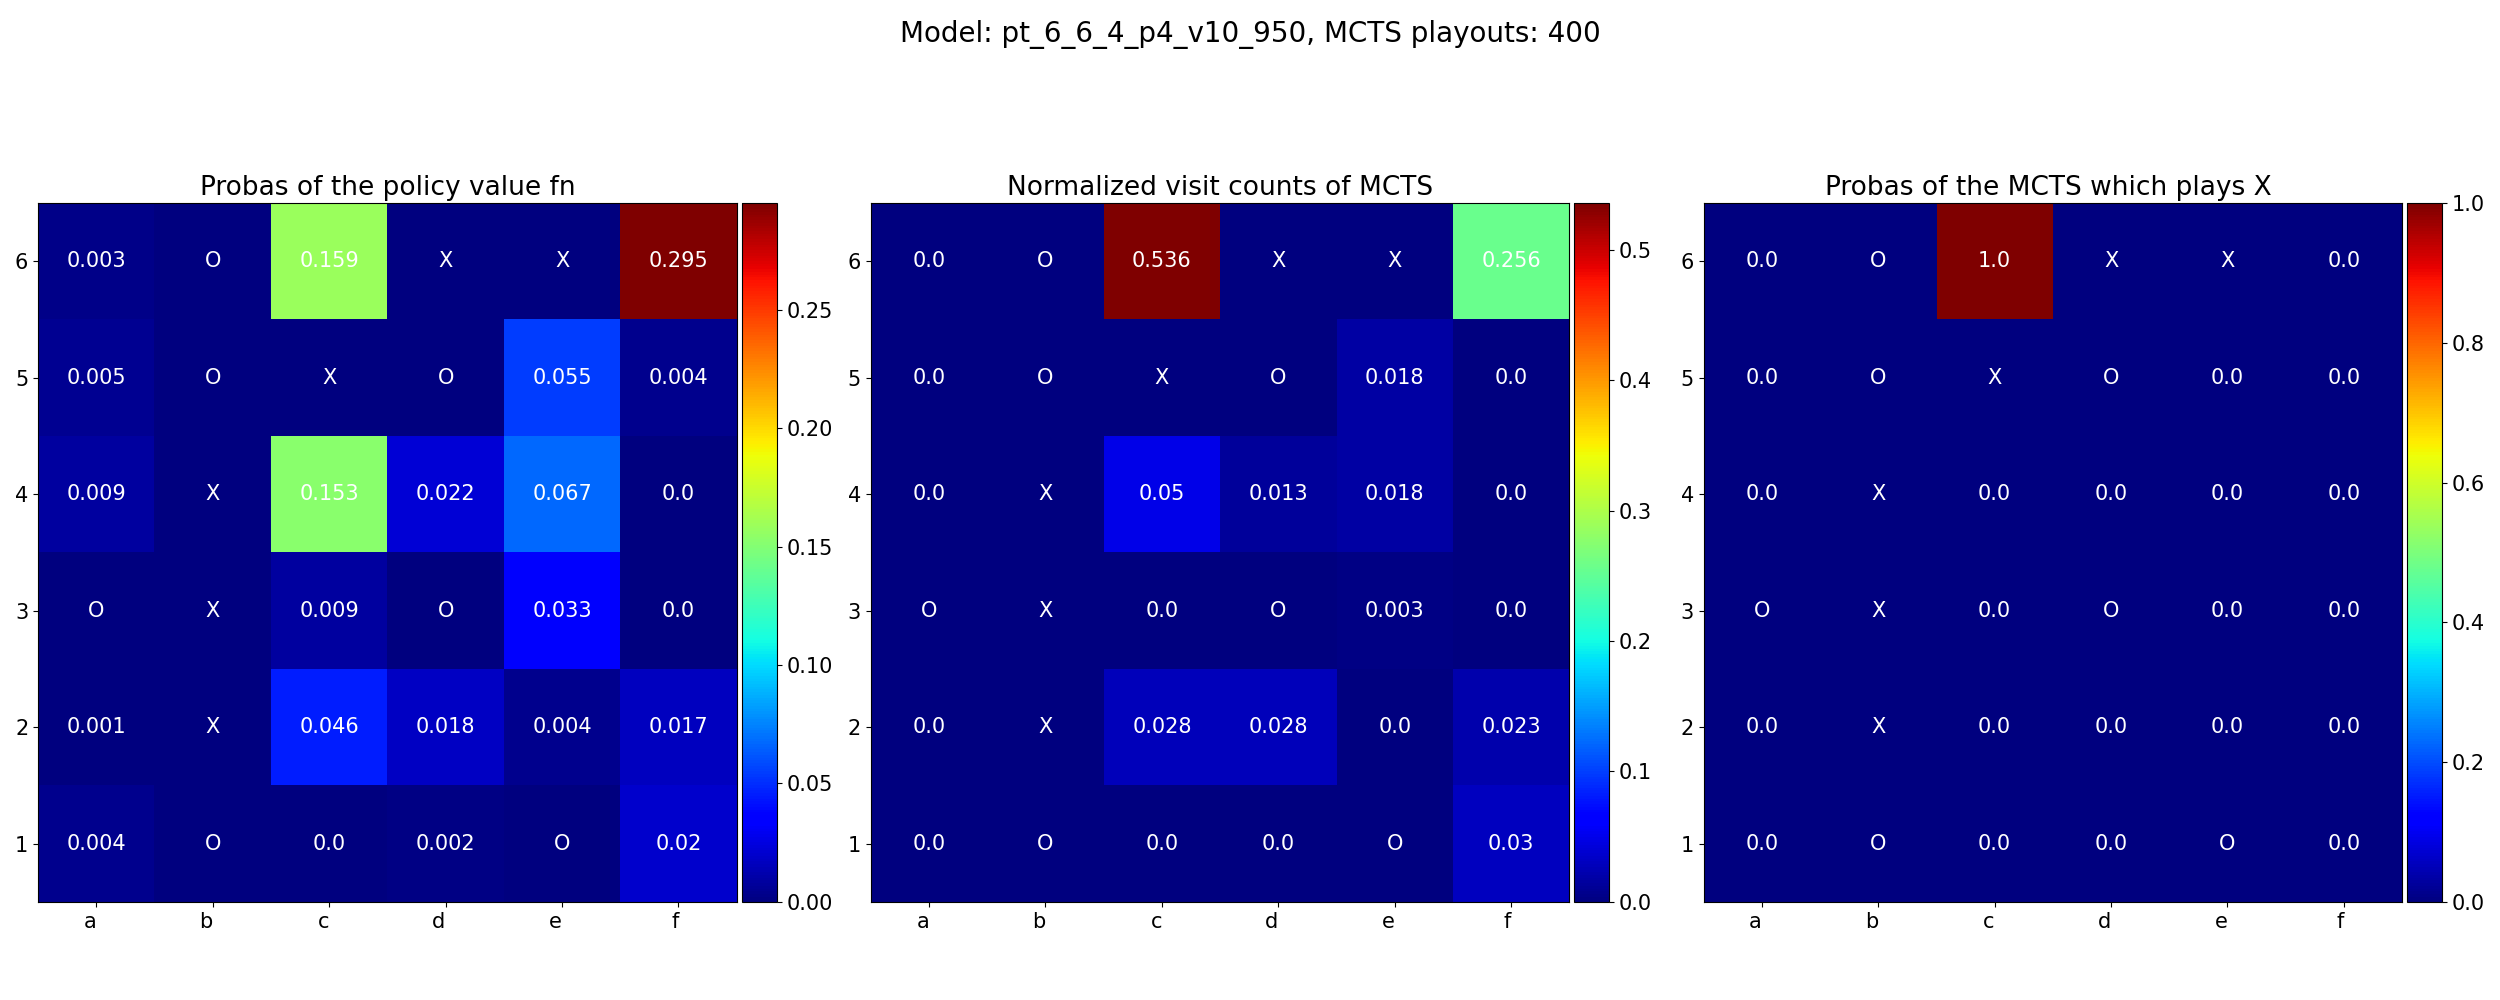 Model: pt_6_6_4_p4_v10_950, MCTS playouts: 400
Probas of the policy value fn
6 0.003 O 0.159 X X 0.295
5 0.005 O X O 0.055 0.004
4 0.009 X 0.153 0.022 0.067 0.0
3 O X 0.009 O 0.033 0.0
2 0.001 X 0.046 0.018 0.004 0.017
1 0.004 O 0.0 0.002 O 0.02
a b c d e f
0.25
0.20
0.15
0.10
0.05
0.00
Normalized visit counts of MCTS
6 0.0 O 0.536 X X 0.256
5 0.0 O X O 0.018 0.0
4 0.0 X 0.05 0.013 0.018 0.0
3 O X 0.0 O 0.003 0.0
2 0.0 X 0.028 0.028 0.0 0.023
1 0.0 O 0.0 0.0 O 0.03
a b c d e f
0.5
0.4
0.3
0.2
0.1
0.0
Probas of the MCTS which plays X
6 0.0 O 1.0 X X 0.0
5 0.0 O X O 0.0 0.0
4 0.0 X 0.0 0.0 0.0 0.0
3 O X 0.0 O 0.0 0.0
2 0.0 X 0.0 0.0 0.0 0.0
1 0.0 O 0.0 0.0 O 0.0
a b c d e f
1.0
0.8
0.6
0.4
0.2
0.0